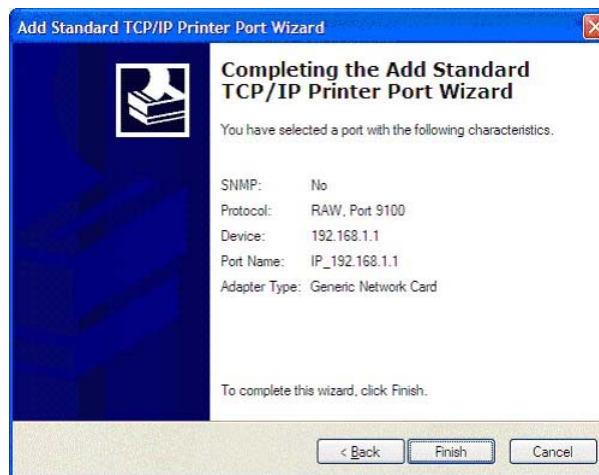 Add Standard TCP/IP Printer Port Wizard
Completing the Add Standard
TCP/IP Printer Port Wizard
You have selected a port with the following characteristics.
SNMP: No
Protocol: RAW, Port 9100
Device: 192.168.1.1
Port Name: IP_192.168.1.1
Adapter Type: Generic Network Card
To complete this wizard, click Finish.
< Back Finish Cancel